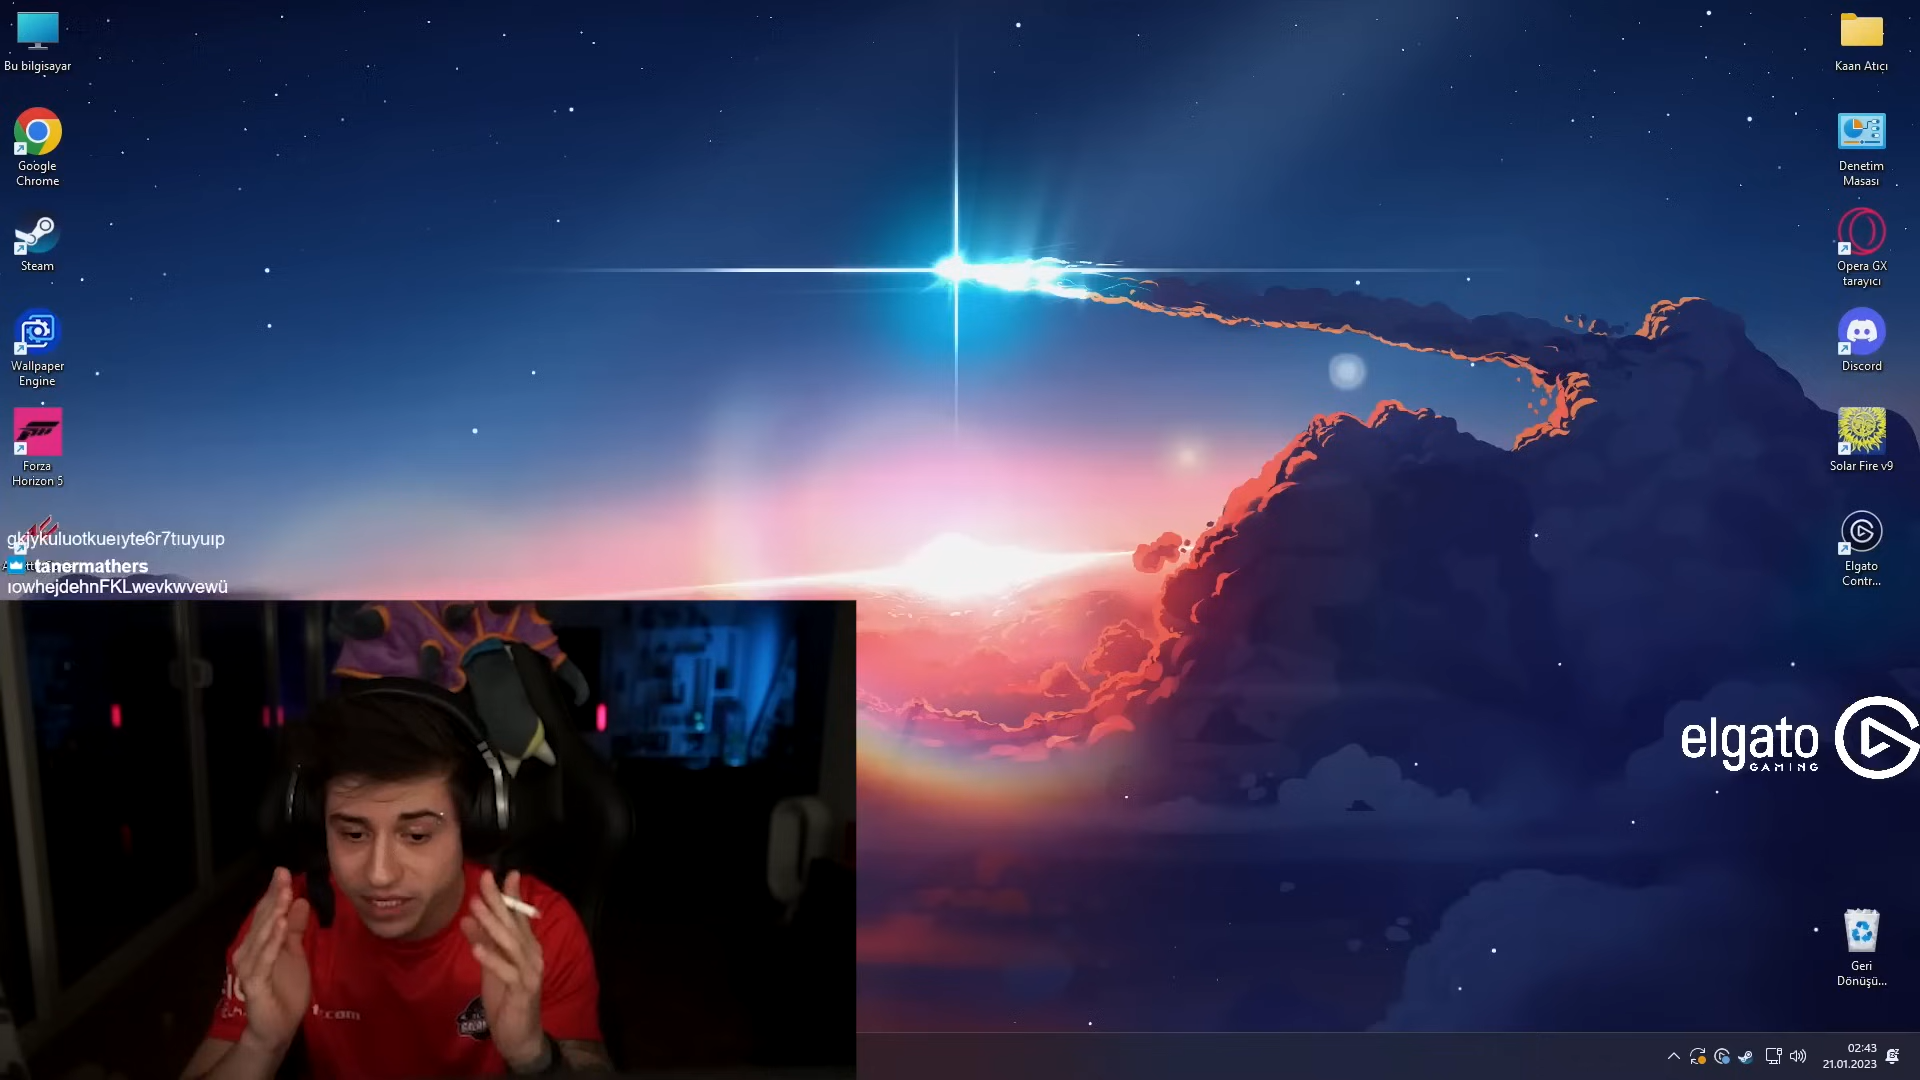 Bu bilgisayar
Google
Chrome
Steam
Wallpaper
Engine
Forza
Horizon 5
gkjykuluotkueıyte6r7tıuyuıp
tanermathers
ıowhejdehnFKLwevkwvewü
Kaan Atıcı
Denetim
Masası
Opera GX
tarayıcı
Discord
Solar Fire v9
Elgato
Contr...
elgato
GAMING
Geri
Dönüşü...
02:43
21.01.2023